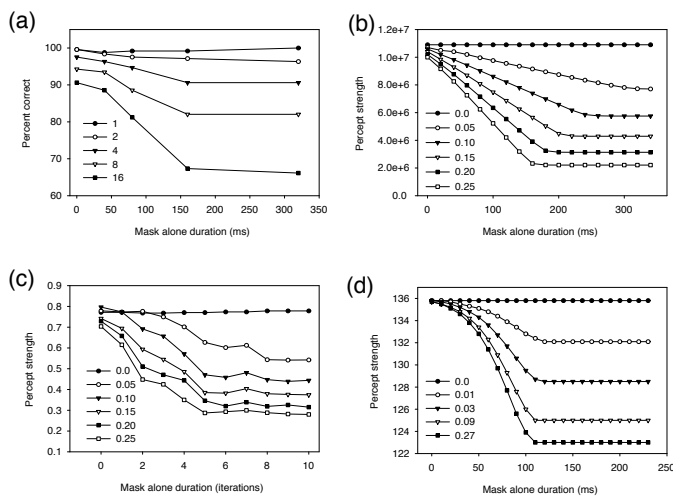 (a)
Percent correct
100
90
80
70
60
1
2
4
8
16
0 50 100 150 200 250 300 350
Mask alone duration (ms)
(b)
Percept strength
1.2e+7
1.0e+7
8.0e+6
6.0e+6
4.0e+6
2.0e+6
0.0
0.0
0.05
0.10
0.15
0.20
0.25
0 100 200 300
Mask alone duration (ms)
(c)
Percept strength
0.9
0.8
0.7
0.6
0.5
0.4
0.3
0.2
0.1
0.0
0.05
0.10
0.15
0.20
0.25
0 2 4 6 8 10
Mask alone duration (iterations)
(d)
Percept strength
136
134
132
130
128
126
124
122
0.0
0.01
0.03
0.09
0.27
0 50 100 150 200 250
Mask alone duration (ms)